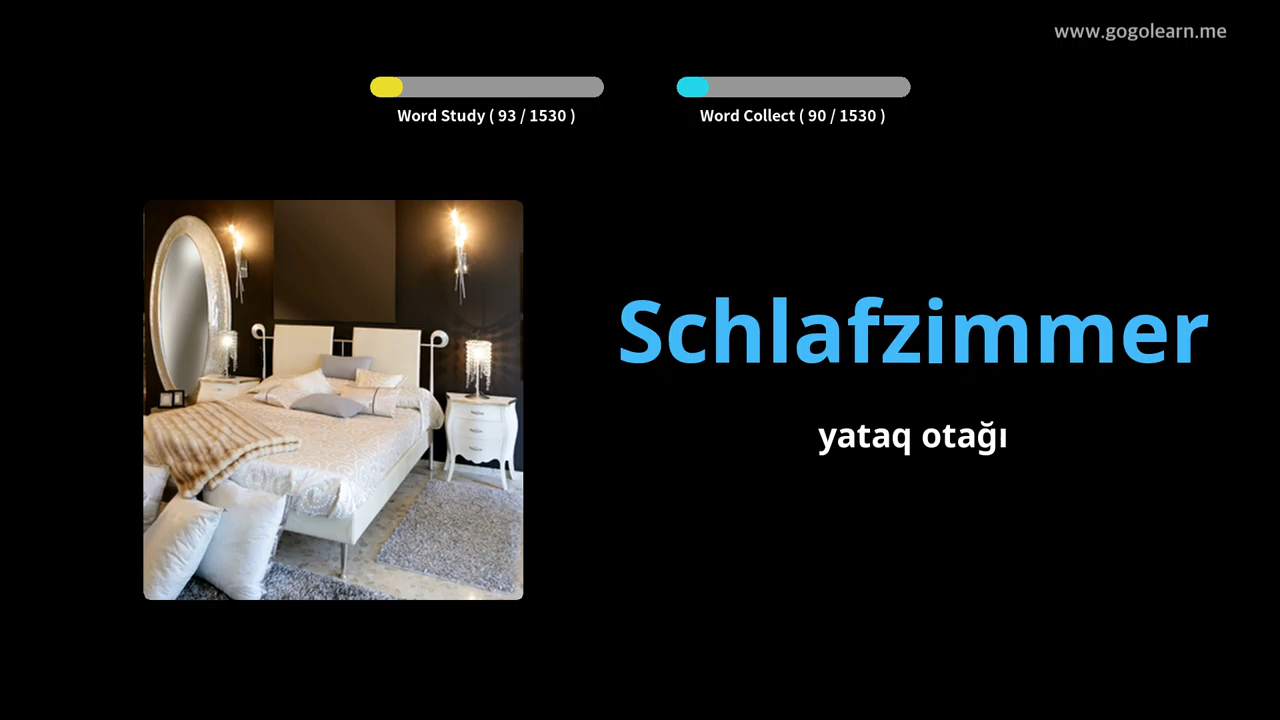 www.gogolearn.me
Word Study ( 93 / 1530 )
Word Collect ( 90 / 1530 )
Schlafzimmer
yataq otağı